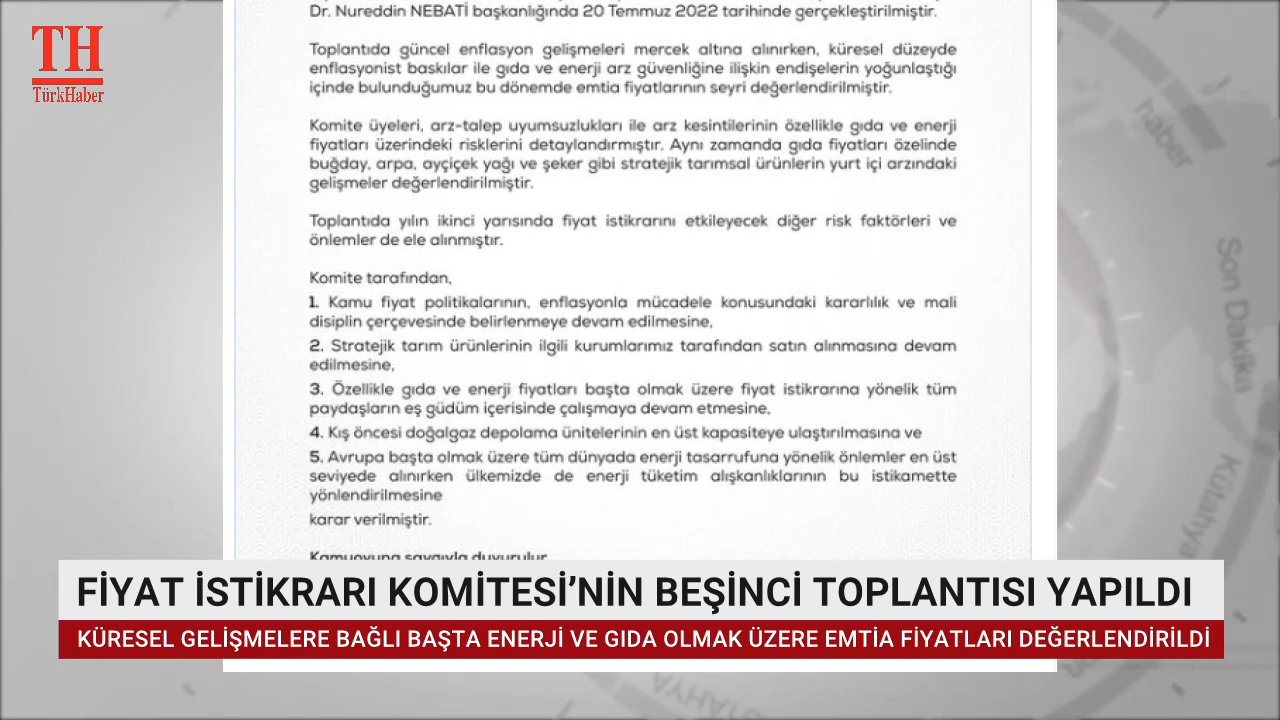 TH
TürkHaber
Dr. Nureddin NEBATİ başkanlığında 20 Temmuz 2022 tarihinde gerçekleştirilmiştir.
Toplantıda güncel enflasyon gelişmeleri mercek altına alınırken, küresel düzeyde
enflasyonist baskılar ile gıda ve enerji arz güvenliğine ilişkin endişelerin yoğunlaştığı
içinde bulunduğumuz bu dönemde emtia fiyatlarının seyri değerlendirilmiştir.
Komite üyeleri, arz-talep uyumsuzlukları ile arz kesintilerinin özellikle gıda ve enerji
fiyatları üzerindeki risklerini detaylandırmıştır. Aynı zamanda gıda fiyatları özelinde
buğday, arpa, ayçiçek yağı ve şeker gibi stratejik tarımsal ürünlerin yurt içi arzındaki
gelişmeler değerlendirilmiştir.
Toplantıda yılın ikinci yarısında fiyat istikrarını etkileyecek diğer risk faktörleri ve
önlemler de ele alınmıştır.
Komite tarafından,
1. Kamu fiyat politikalarının, enflasyonla mücadele konusundaki kararlılık ve mali
disiplin çerçevesinde belirlenmeye devam edilmesine,
2. Stratejik tarım ürünlerinin ilgili kurumlarımız tarafından satın alınmasına devam
edilmesine,
3. Özellikle gıda ve enerji fiyatları başta olmak üzere fiyat istikrarına yönelik tüm
paydaşların eş güdüm içerisinde çalışmaya devam etmesine,
4. Kış öncesi doğalgaz depolama ünitelerinin en üst kapasiteye ulaştırılmasına ve
5. Avrupa başta olmak üzere tüm dünyada enerji tasarrufuna yönelik önlemler en üst
seviyede alınırken ülkemizde de enerji tüketim alışkanlıklarının bu istikamette
yönlendirilmesine
karar verilmiştir.
Kamuoyuna saygıyla duyurulur.
haber
Son Dakika
Kutahya
FİYAT İSTİKRARI KOMİTESİ’NİN BEŞİNCİ TOPLANTISI YAPILDI
KÜRESEL GELİŞMELERE BAĞLI BAŞTA ENERJİ VE GIDA OLMAK ÜZERE EMTİA FİYATLARI DEĞERLENDİRİLDİ